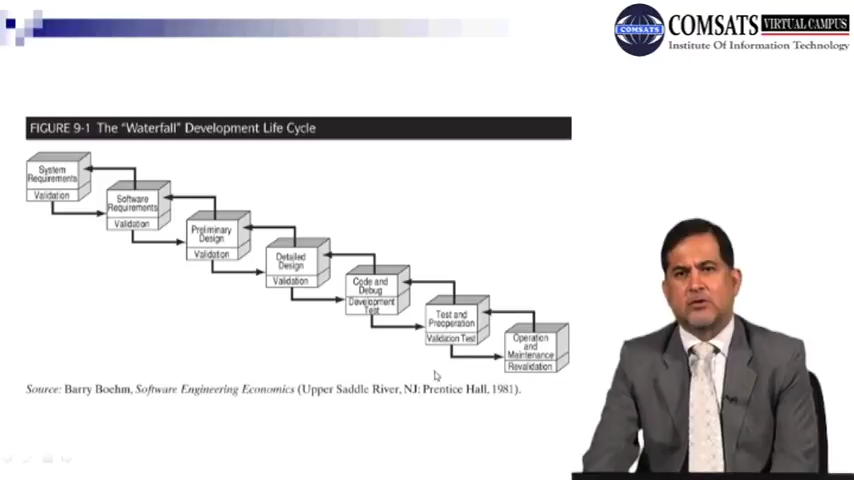 COMSATS VIRTUAL CAMPUS
COMSATS
Institute Of Information Technology
FIGURE 9-1 The "Waterfall" Development Life Cycle
System
Requirements
Validation
Software
Requirements
Validation
Preliminary
Design
Validation
Detailed
Design
Validation
Code and
Debug
Development
Test
Test and
Preoperation
Validation Test
Operation
and
Maintenance
Revalidation
Source: Barry Boehm, Software Engineering Economics (Upper Saddle River, NJ: Prentice Hall, 1981).